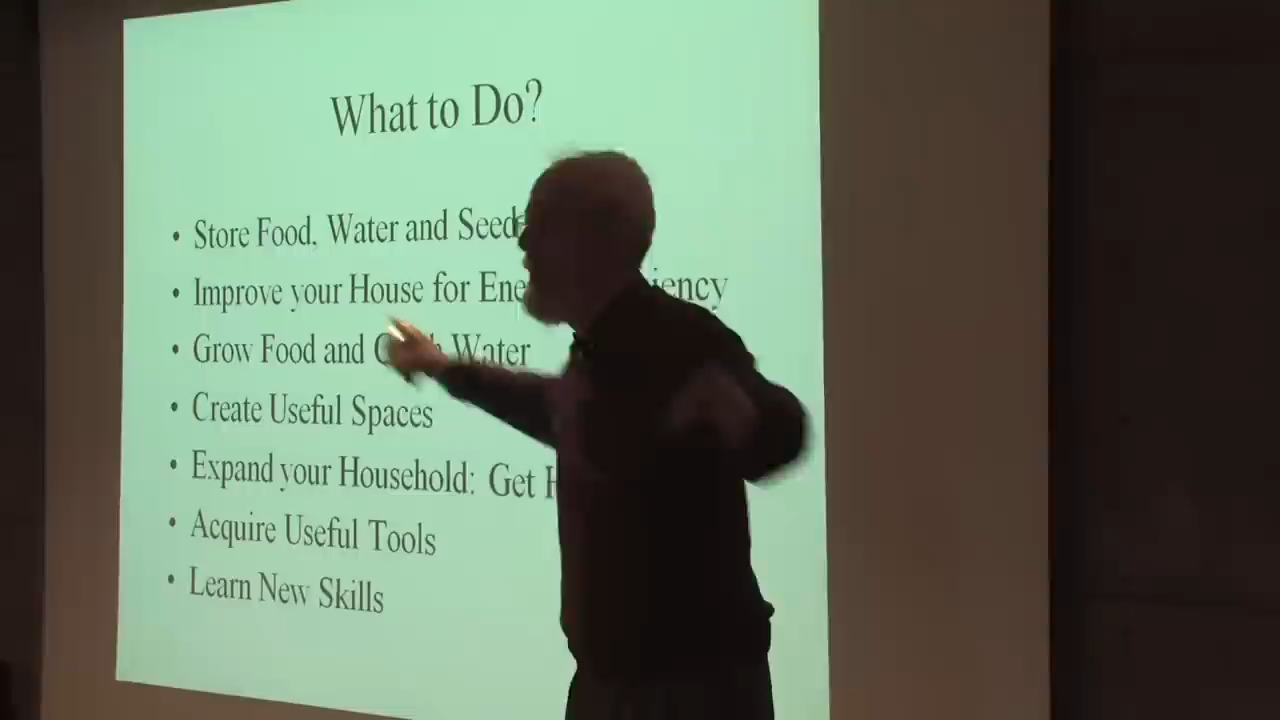 What to Do?
• Store Food, Water and Seed
• Improve your House for Ene iency
• Grow Food and Water
• Create Useful Spaces
• Expand your Household: Get
• Acquire Useful Tools
• Learn New Skills